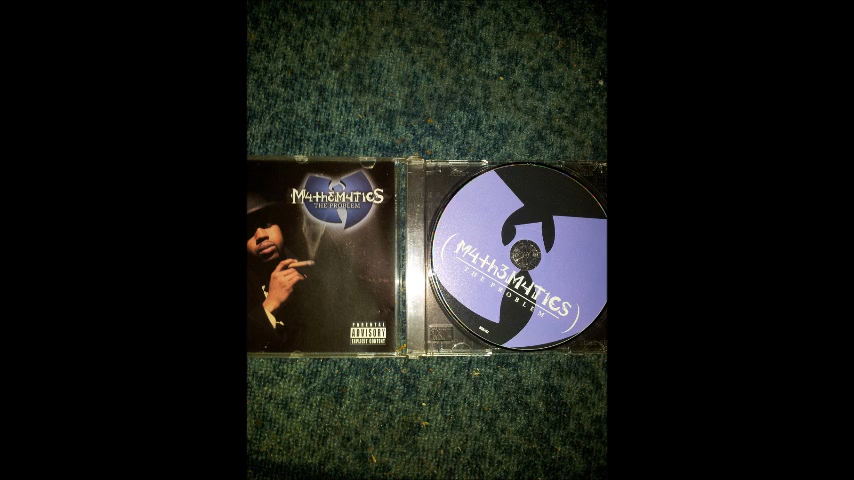 M4THEM4TICS
THE PROBLEM
PARENTAL
ADVISORY
EXPLICIT CONTENT
(M4Th3M4TICS)
THE PROBLEM